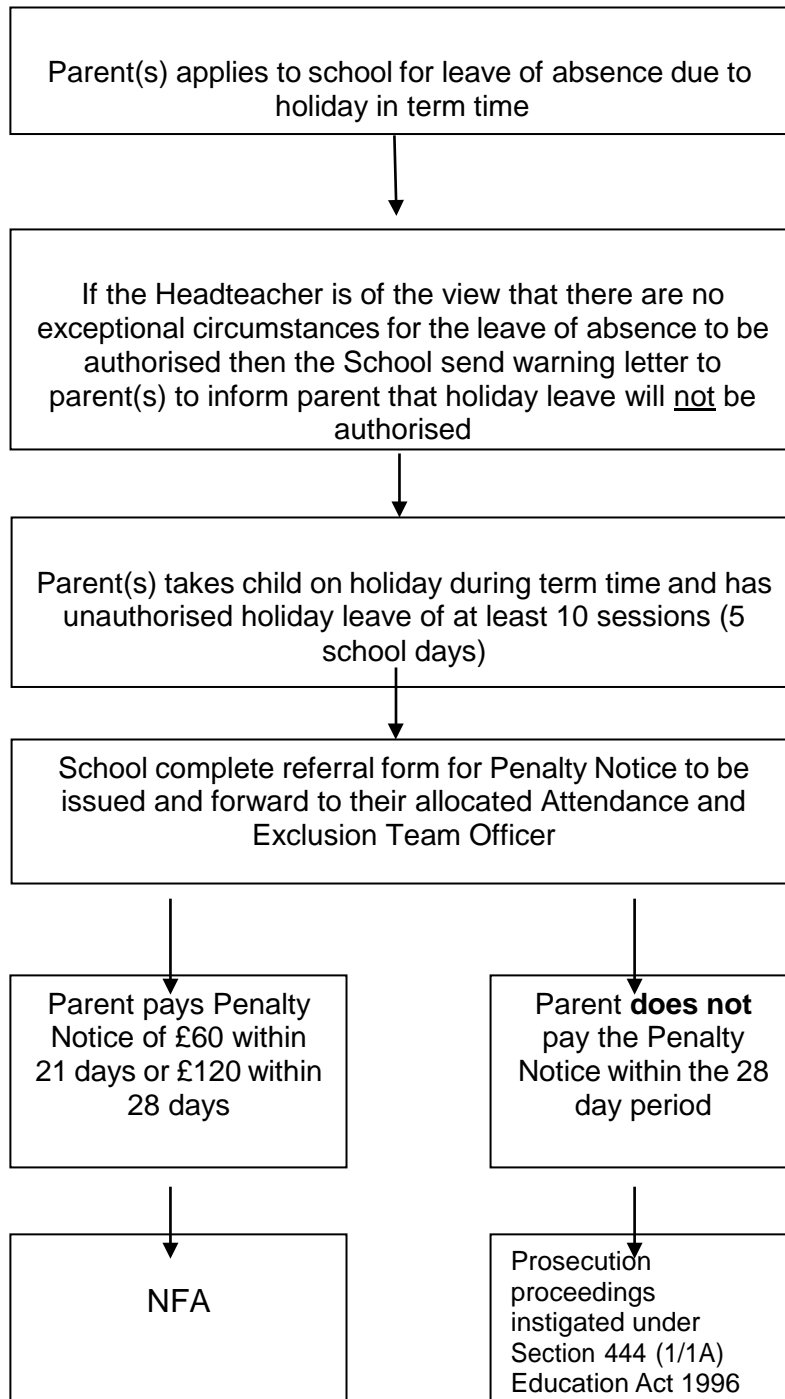 Parent(s) applies to school for leave of absence due to
holiday in term time
If the Headteacher is of the view that there are no
exceptional circumstances for the leave of absence to be
authorised then the School send warning letter to
parent(s) to inform parent that holiday leave will not be
authorised
Parent(s) takes child on holiday during term time and has
unauthorised holiday leave of at least 10 sessions (5
school days)
School complete referral form for Penalty Notice to be
issued and forward to their allocated Attendance and
Exclusion Team Officer
Parent pays Penalty
Notice of £60 within
21 days or £120 within
28 days
Parent does not
pay the Penalty
Notice within the 28
day period
NFA
Prosecution
proceedings
instigated under
Section 444 (1/1A)
Education Act 1996